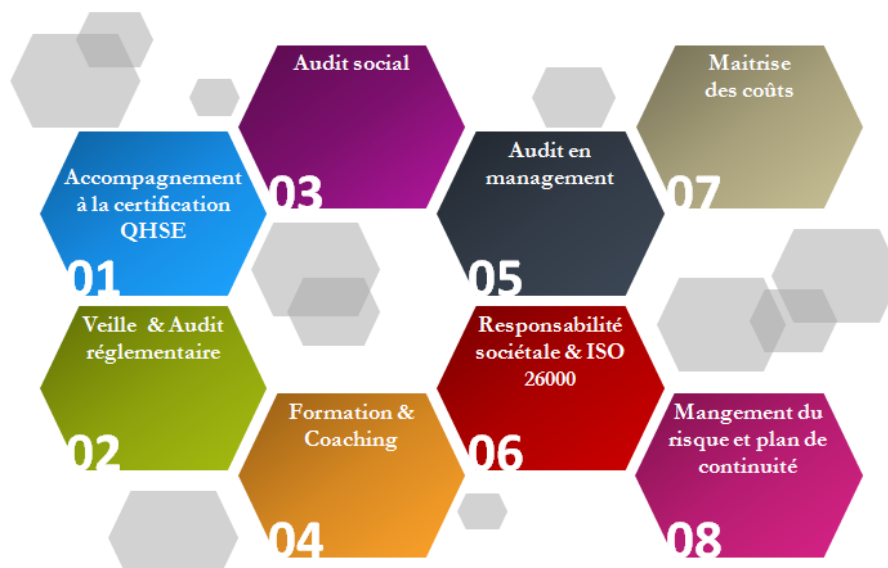 Accompagnement
à la certification
QHSE
01
Veille & Audit
réglementaire
02
Audit social
03
Formation &
Coaching
04
Audit en
management
05
Responsabilité
sociétale & ISO
26000
06
Maitrise
des coûts
07
Mangement du
risque et plan de
continuité
08